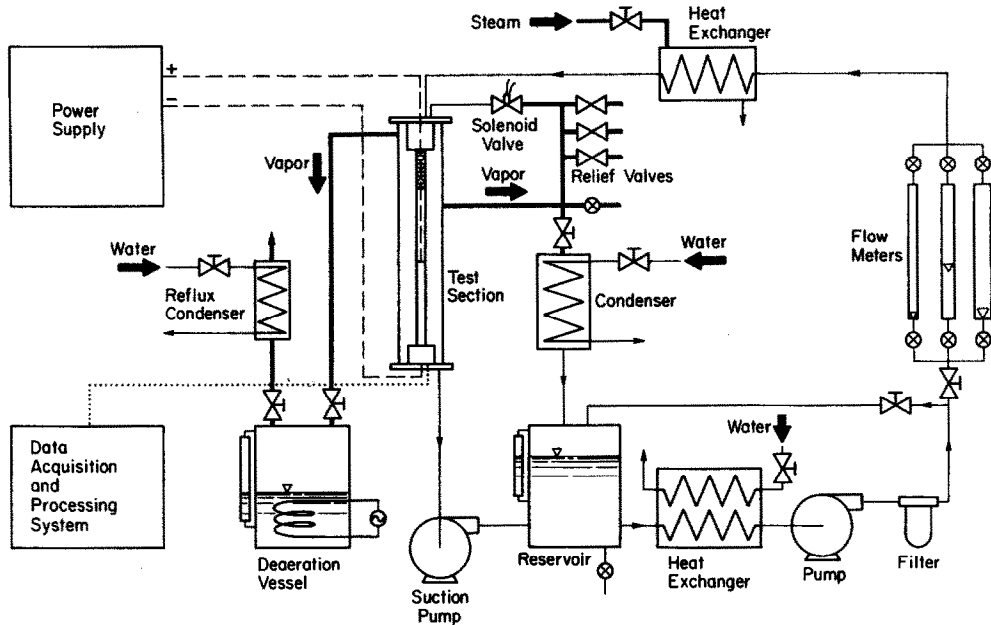 Steam
Heat
Exchanger
+
−
Power
Supply
Solenoid
Valve
Vapor
Vapor
Relief Valves
Water
Water
Flow
Meters
Reflux
Condenser
Test
Section
Condenser
Water
Data
Acquisition
and
Processing
System
Deaeration
Vessel
Suction
Pump
Reservoir
Heat
Exchanger
Pump
Filter